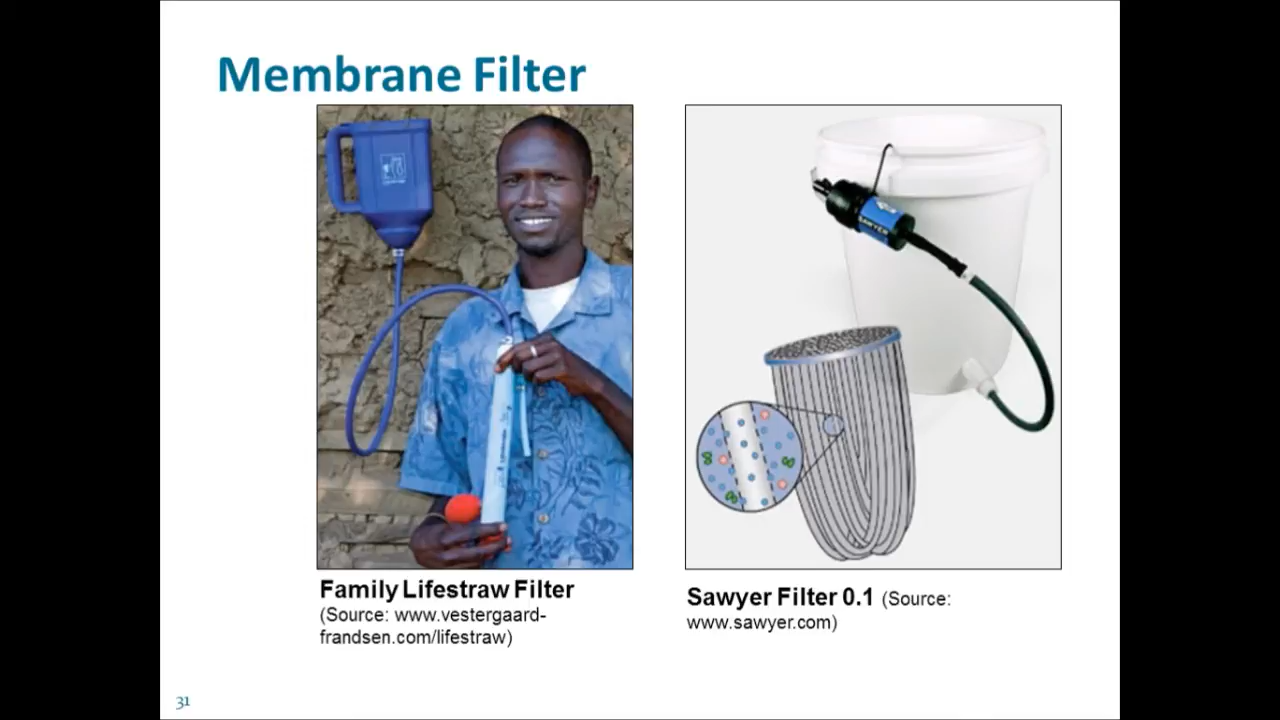 Membrane Filter
SAWYER
Family Lifestraw Filter
(Source: www.vestergaard-
frandsen.com/lifestraw)
Sawyer Filter 0.1 (Source:
www.sawyer.com)
31